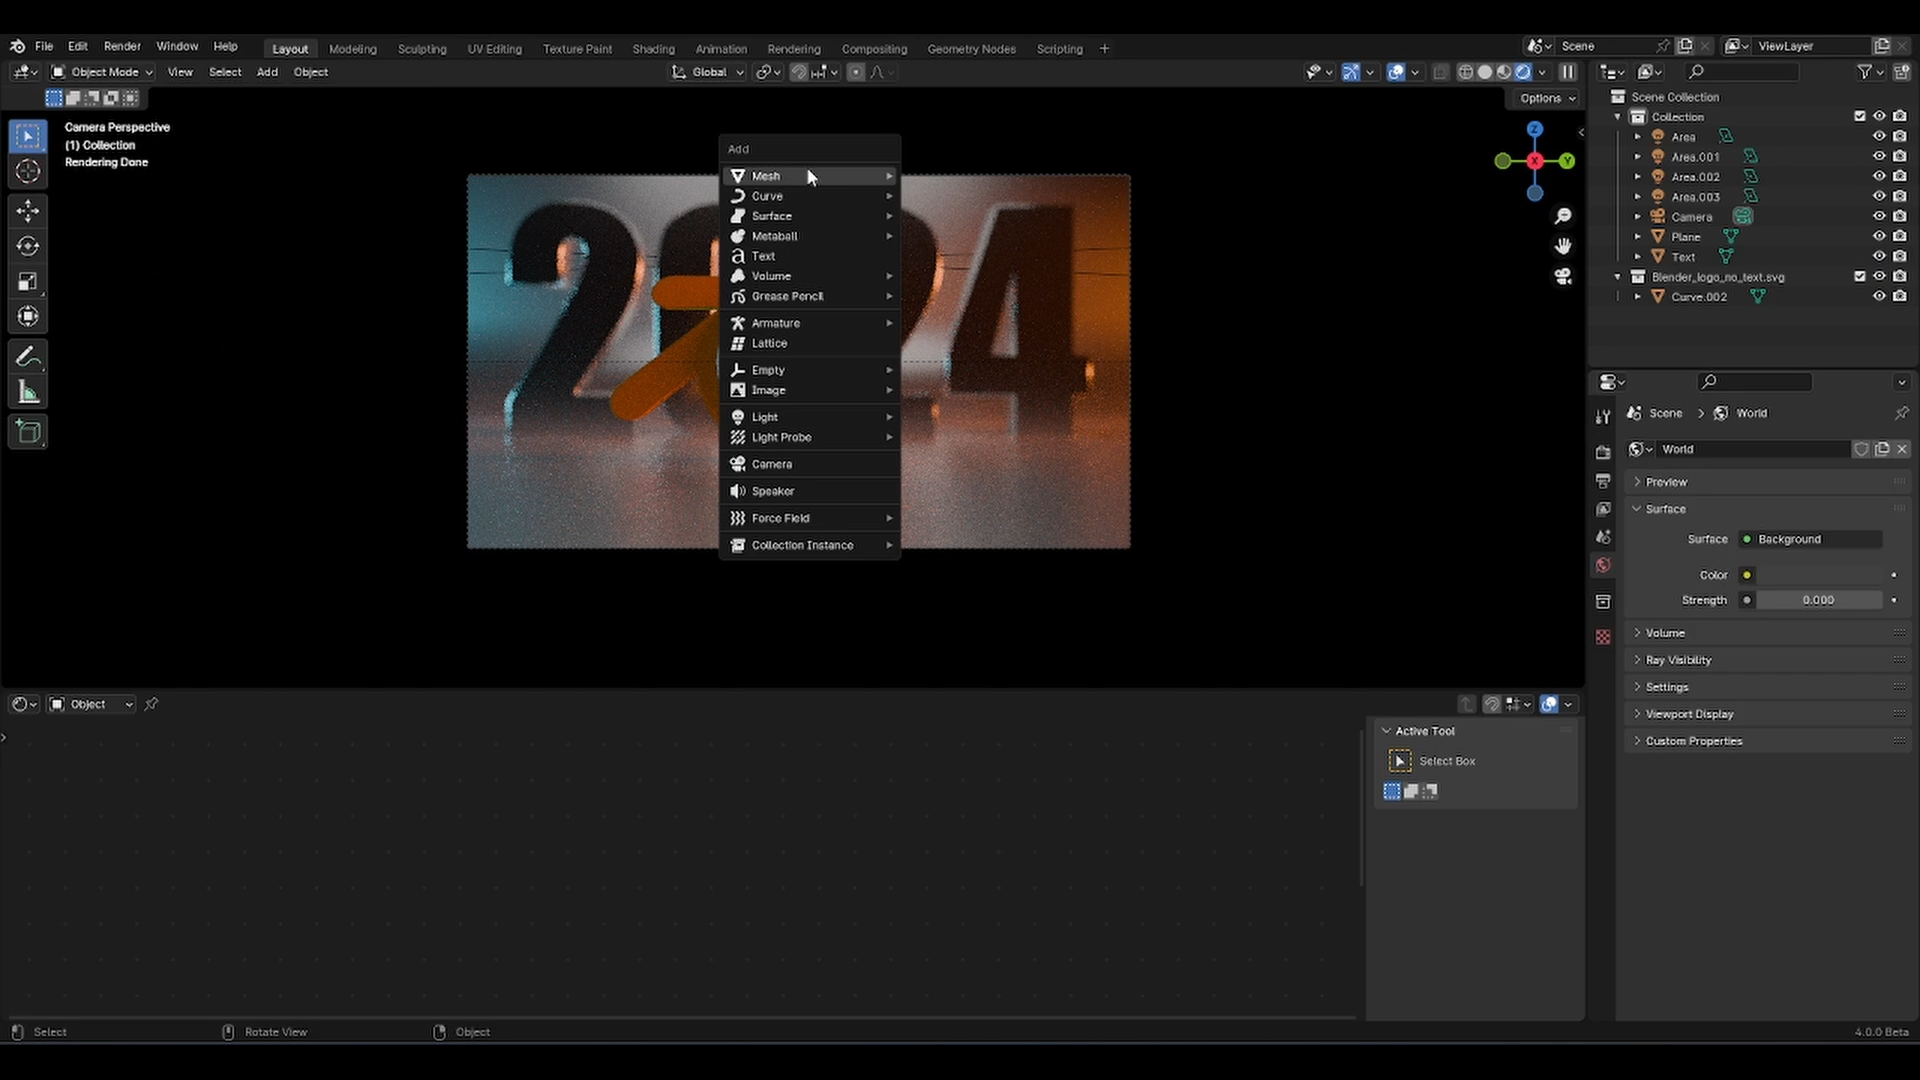 File Edit Render Window Help Layout Modeling Sculpting UV Editing Texture Paint Shading Animation Rendering Compositing Geometry Nodes Scripting + Scene ViewLayer
Object Mode View Select Add Object Global
Options
Camera Perspective
(1) Collection
Rendering Done
Z
X
Y
2024
Add
Mesh
Curve
Surface
Metaball
Text
Volume
Grease Pencil
Armature
Lattice
Empty
Image
Light
Light Probe
Camera
Speaker
Force Field
Collection Instance
Scene Collection
Collection
Area
Area.001
Area.002
Area.003
Camera
Plane
Text
Blender_logo_no_text.svg
Curve.002
Scene > World
World
Preview
Surface
Surface Background
Color
Strength 0.000
Volume
Ray Visibility
Settings
Viewport Display
Custom Properties
Object
Active Tool
Select Box
Select Rotate View Object 4.0.0 Beta